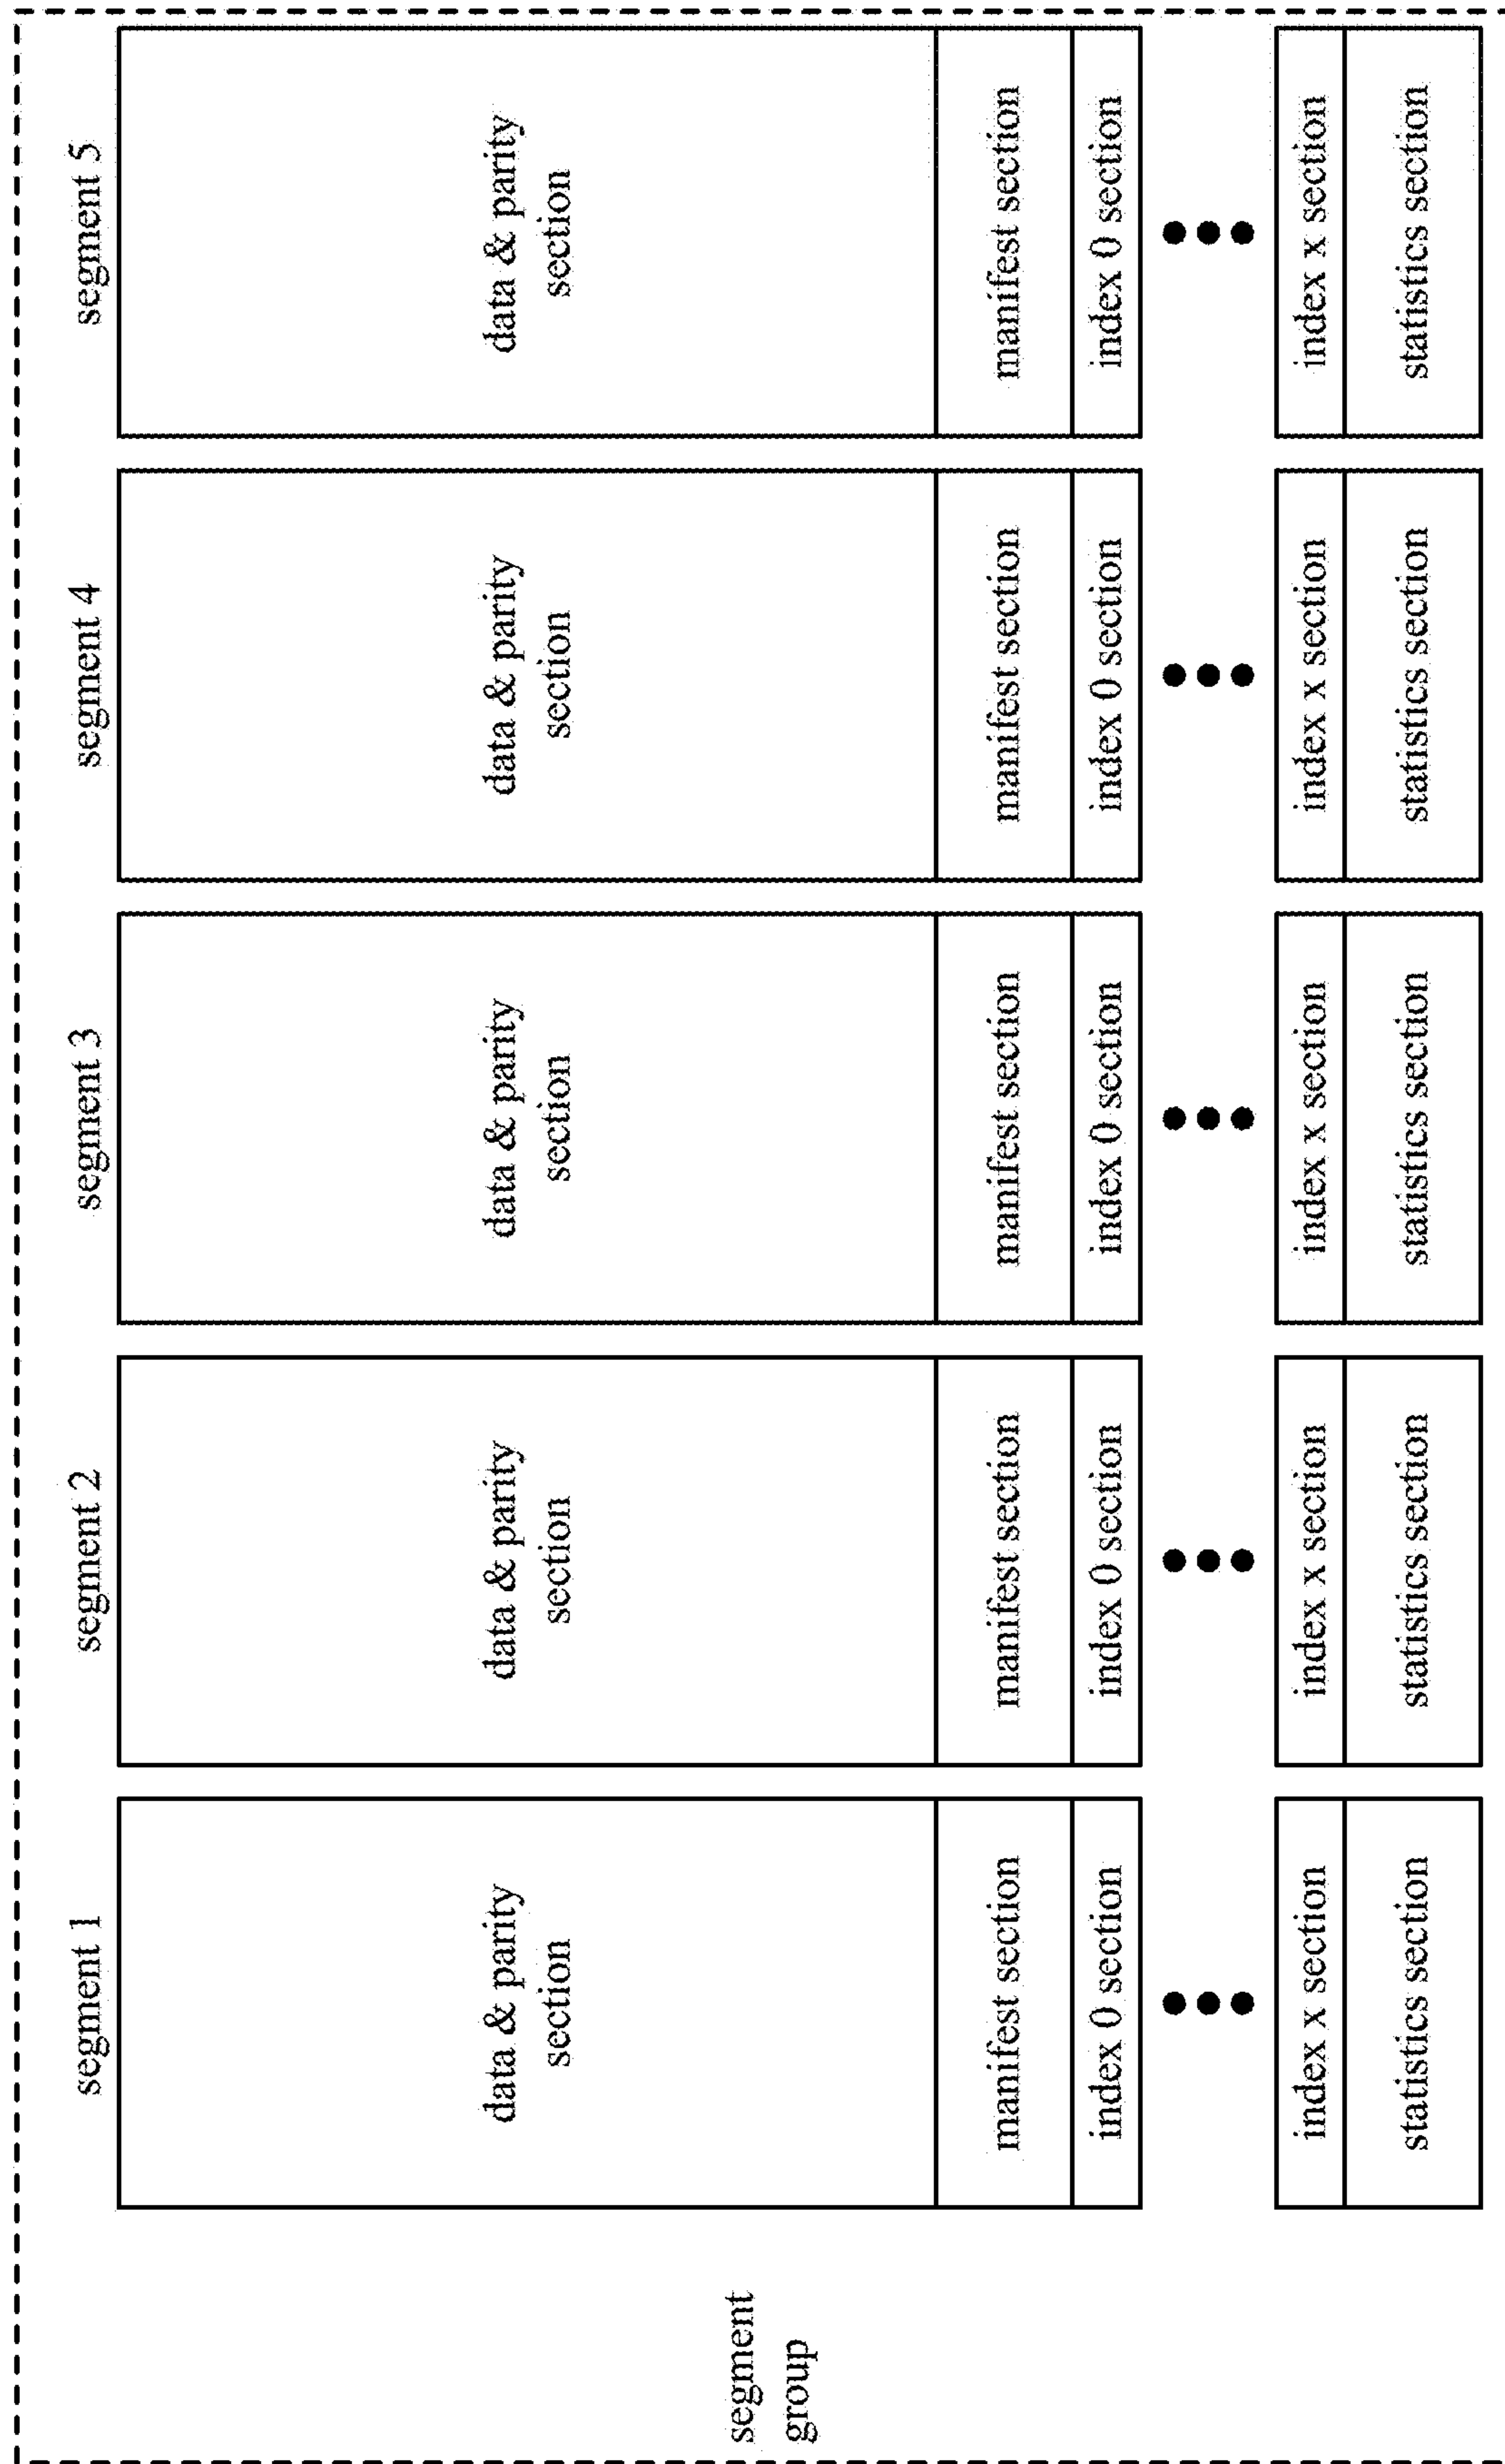 segment
group
segment 1
data & parity
section
manifest section
index 0 section
index x section
statistics section
segment 2
data & parity
section
manifest section
index 0 section
index x section
statistics section
segment 3
data & parity
section
manifest section
index 0 section
index x section
statistics section
segment 4
data & parity
section
manifest section
index 0 section
index x section
statistics section
segment 5
data & parity
section
manifest section
index 0 section
index x section
statistics section